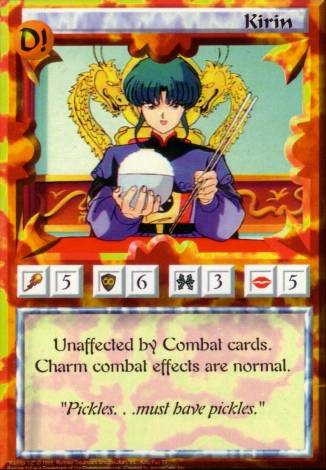 Kirin
D!
5
6
3
5
Unaffected by Combat cards.
Charm combat effects are normal.
"Pickles. . .must have pickles."